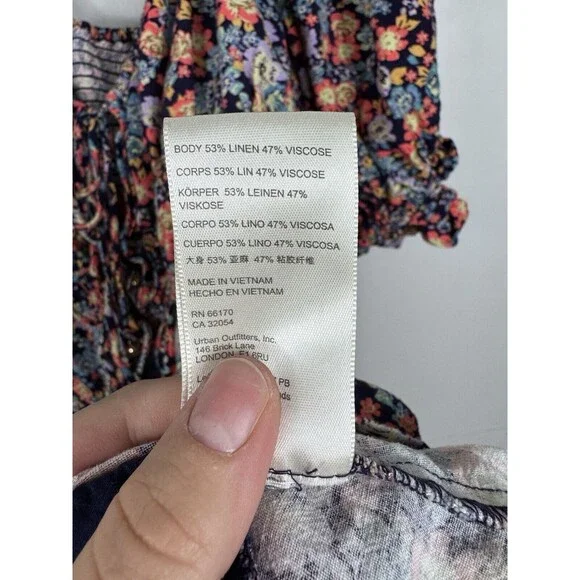 BODY 53% LINEN 47% VISCOSE
CORPS 53% LIN 47% VISCOSE
KÖRPER 53% LEINEN 47%
VISKOSE
CORPO 53% LINO 47% VISCOSA
CUERPO 53% LINO 47% VISCOSA
大身 53% 亚麻 47% 粘胶纤维
MADE IN VIETNAM
HECHO EN VIETNAM
RN 66170
CA 32054
Urban Outfitters, Inc.
146 Brick Lane
LONDON, E1 6RU
PB